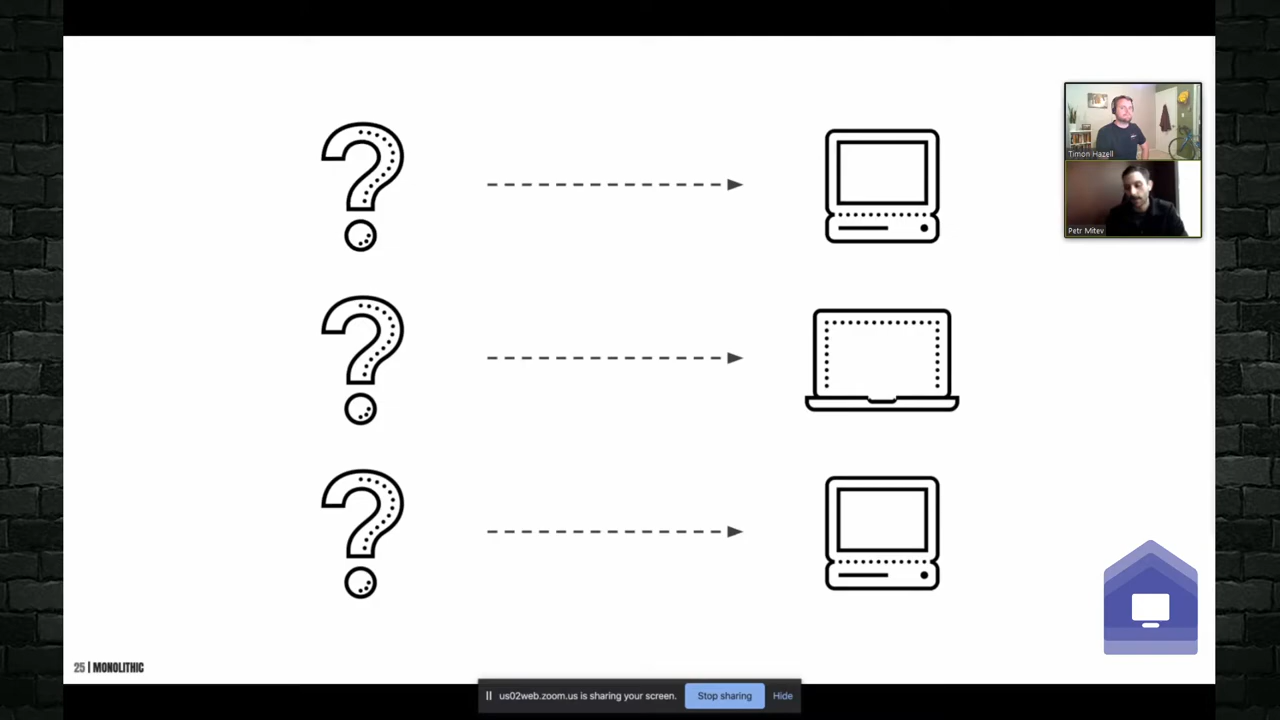 Timon Hazell
Petr Mitev
25 | MONOLITHIC
us02web.zoom.us is sharing your screen.
Stop sharing
Hide